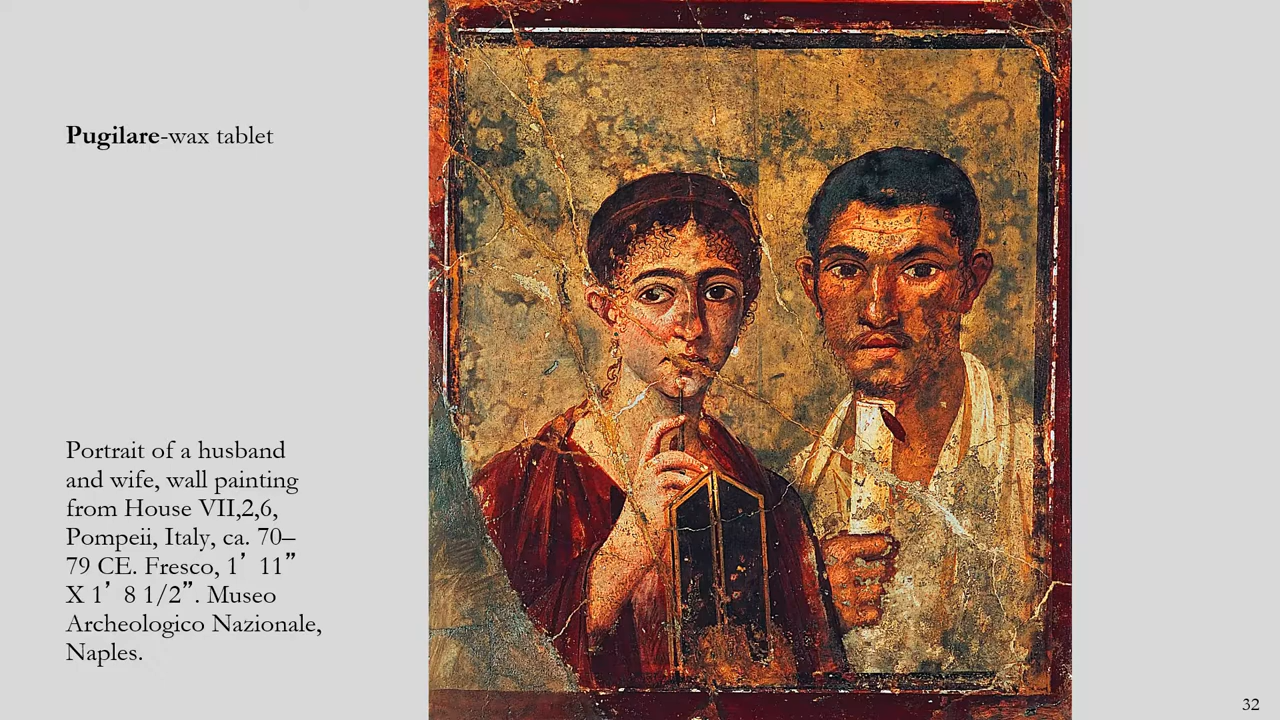 Pugilare-wax tablet
Portrait of a husband
and wife, wall painting
from House VII,2,6,
Pompeii, Italy, ca. 70–
79 CE. Fresco, 1’ 11”
X 1’ 8 1/2”. Museo
Archeologico Nazionale,
Naples.
32